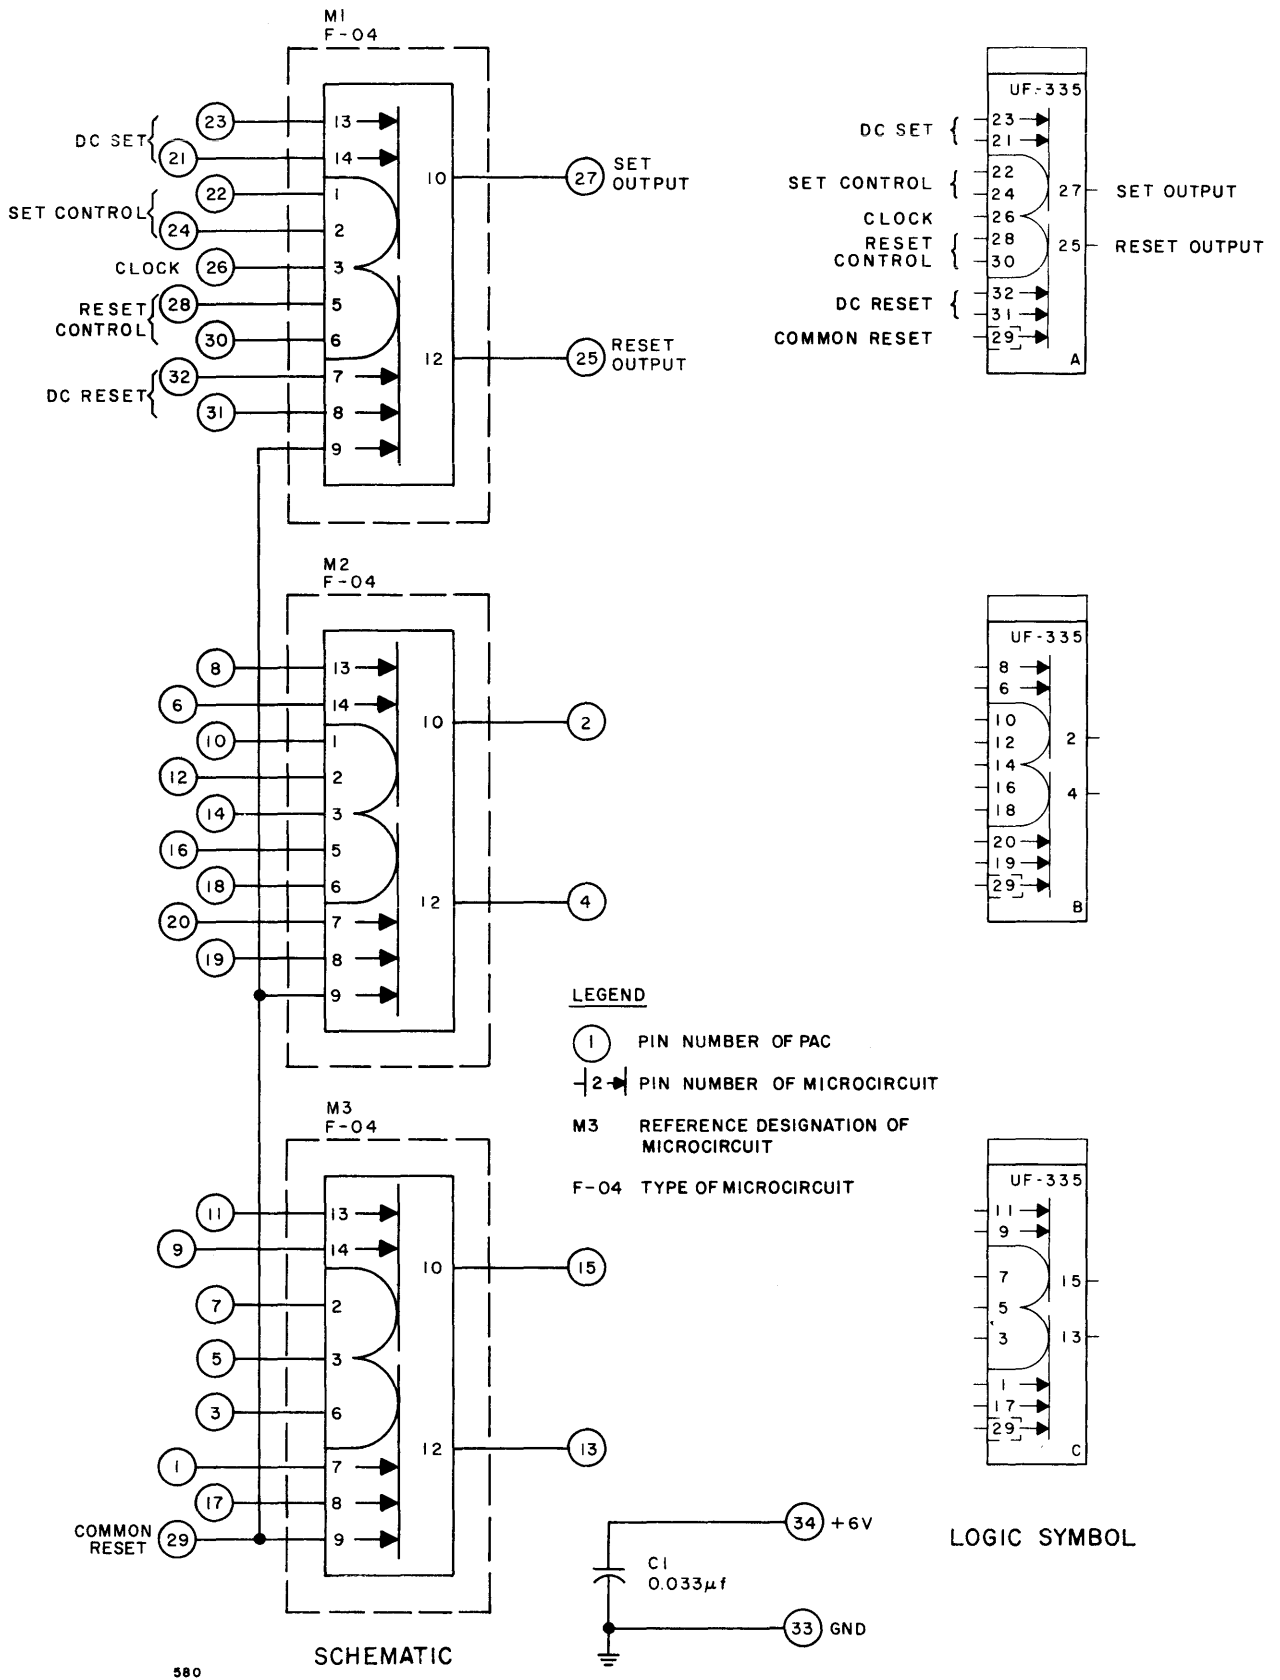 M1
F-04
23
DC SET
21
22
SET CONTROL
24
CLOCK 26
28
RESET
CONTROL
30
32
DC RESET
31
13
14
1
2
3
5
6
7
8
9
10
12
27 SET
OUTPUT
25 RESET
OUTPUT
UF-335
DC SET
23
21
SET CONTROL
22
24
CLOCK 26
RESET
CONTROL
28
30
DC RESET
32
31
COMMON RESET 29
27 SET OUTPUT
25 RESET OUTPUT
A
M2
F-04
8 13
6 14
10 1
12 2
14 3
16 5
18 6
20 7
19 8
9
10 2
12 4
UF-335
8
6
10
12
14
16
18
20
19
29
2
4
B
LEGEND
1 PIN NUMBER OF PAC
2 PIN NUMBER OF MICROCIRCUIT
M3 REFERENCE DESIGNATION OF
MICROCIRCUIT
F-04 TYPE OF MICROCIRCUIT
M3
F-04
11 13
9 14
7 2
5 3
3 6
1 7
17 8
COMMON
RESET 29 9
10 15
12 13
UF-335
11
9
7
5
3
1
17
29
15
13
C
34 +6V
C1
0.033μf
33 GND
LOGIC SYMBOL
SCHEMATIC
580